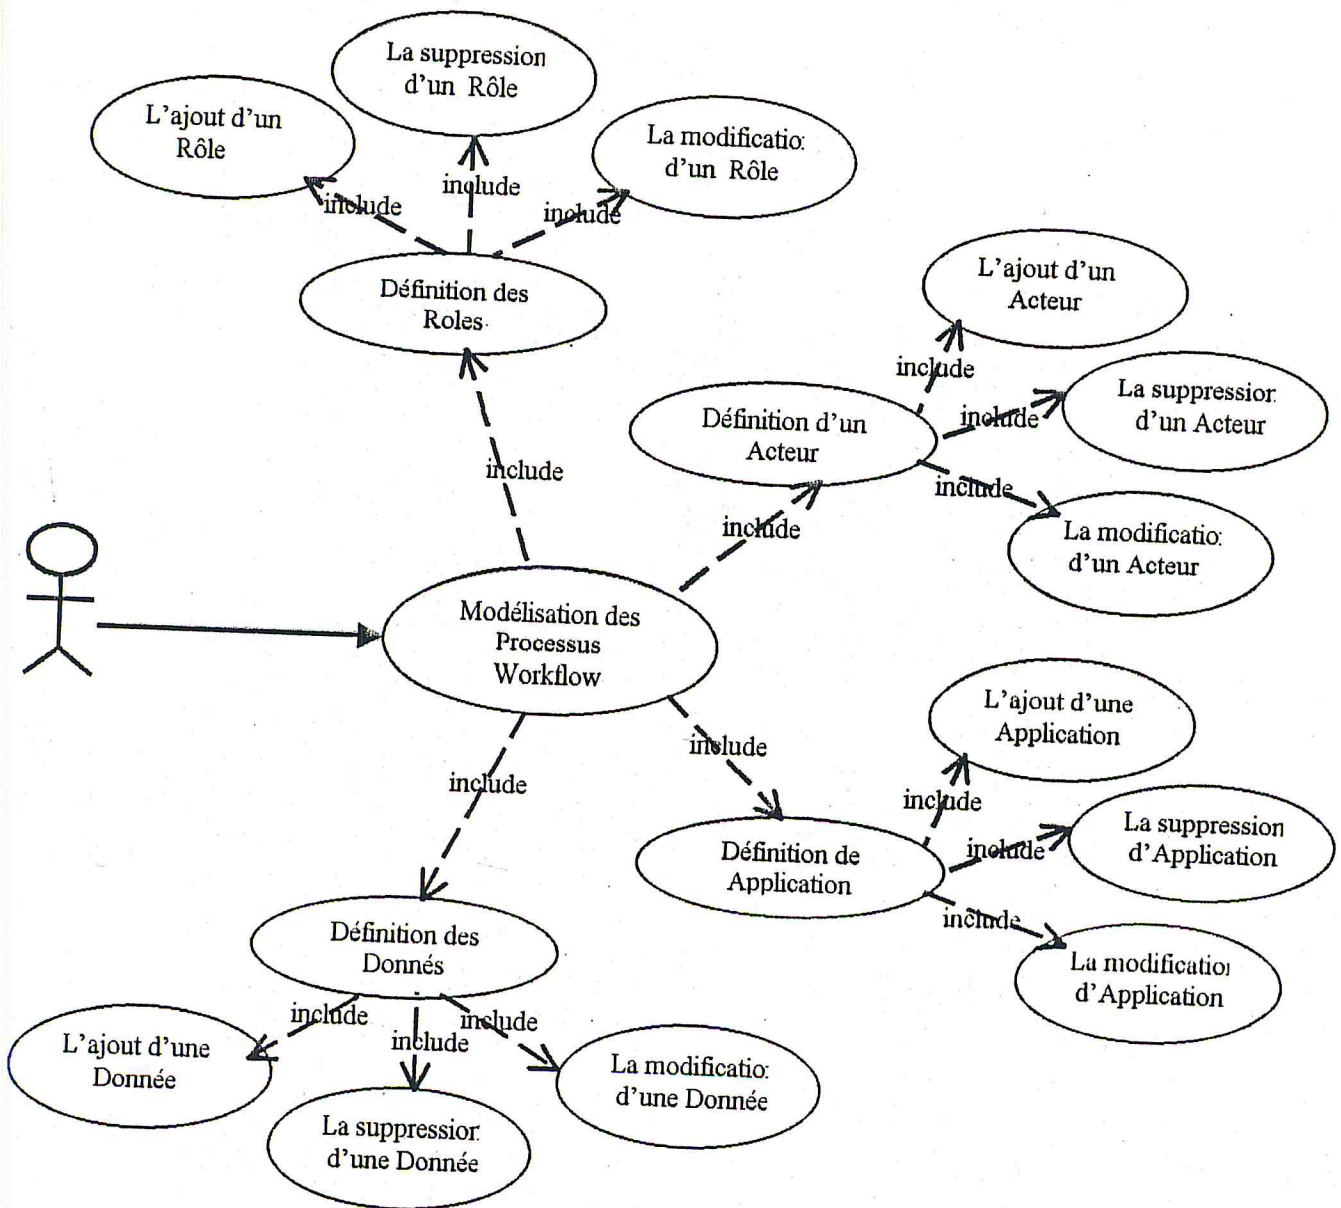 La suppression
d'un Rôle
L'ajout d'un
Rôle
La modificatio
d'un Rôle
include
include
include
Définition des
Roles
include
L'ajout d'un
Acteur
include
La suppression
d'un Acteur
include
Définition d'un
Acteur
include
La modificatio
d'un Acteur
include
Modélisation des
Processus
Workflow
L'ajout d'une
Application
include
include
include
La suppression
d'Application
include
Définition de
Application
include
La modification
d'Application
Définition des
Donnés
include
include
include
L'ajout d'une
Donnée
La modificatio
d'une Donnée
La suppression
d'une Donnée